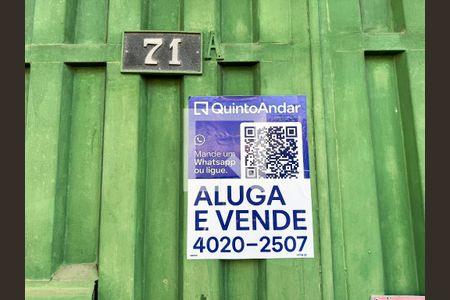 71 A
QuintoAndar
Mande um
Whatsapp
ou ligue.
ALUGA
E VENDE
4020-2507